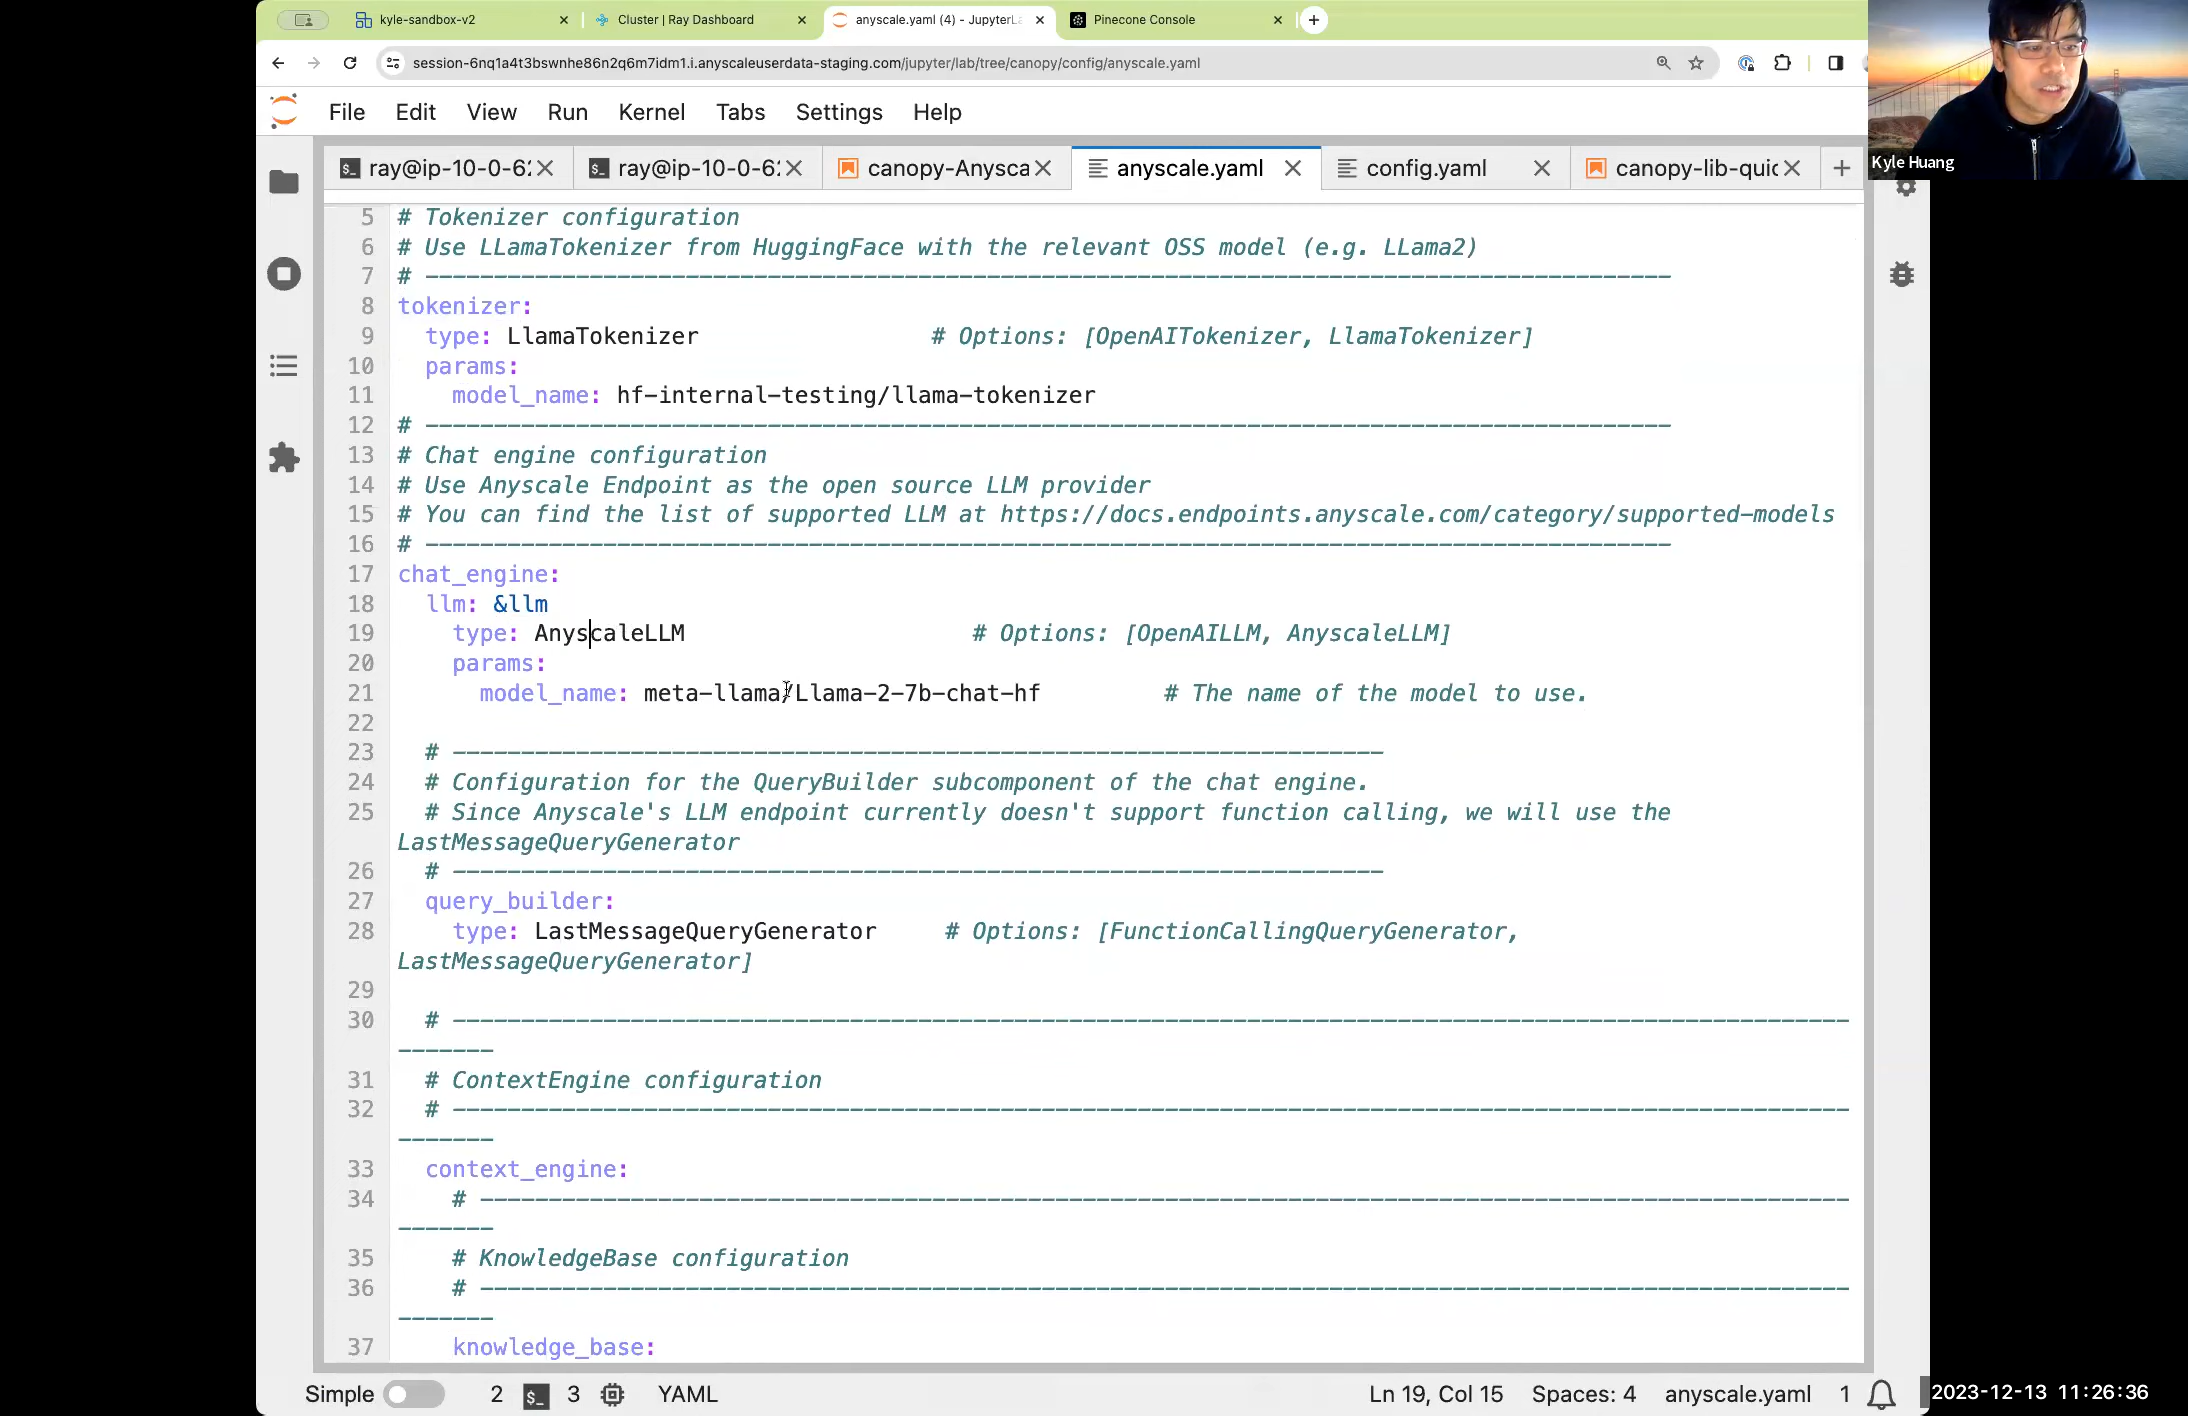 kyle-sandbox-v2
Cluster | Ray Dashboard
anyscale.yaml (4) - JupyterLa
Pinecone Console
session-6nq1a4t3bswnhe86n2q6m7idm1.i.anyscaleuserdata-staging.com/jupyter/lab/tree/canopy/config/anyscale.yaml
Kyle Huang
File Edit View Run Kernel Tabs Settings Help
ray@ip-10-0-62
ray@ip-10-0-62
canopy-Anysca
anyscale.yaml
config.yaml
canopy-lib-quic
5 # Tokenizer configuration
6 # Use LLamaTokenizer from HuggingFace with the relevant OSS model (e.g. LLama2)
7 # -------------------------------------------------------------------------------------------
8 tokenizer:
9 type: LlamaTokenizer # Options: [OpenAITokenizer, LlamaTokenizer]
10 params:
11 model_name: hf-internal-testing/llama-tokenizer
12 # -------------------------------------------------------------------------------------------
13 # Chat engine configuration
14 # Use Anyscale Endpoint as the open source LLM provider
15 # You can find the list of supported LLM at https://docs.endpoints.anyscale.com/category/supported-models
16 # -------------------------------------------------------------------------------------------
17 chat_engine:
18 llm: &llm
19 type: AnyscaleLLM # Options: [OpenAILLM, AnyscaleLLM]
20 params:
21 model_name: meta-llama/Llama-2-7b-chat-hf # The name of the model to use.
22
23 # --------------------------------------------------------------------
24 # Configuration for the QueryBuilder subcomponent of the chat engine.
25 # Since Anyscale's LLM endpoint currently doesn't support function calling, we will use the
LastMessageQueryGenerator
26 # --------------------------------------------------------------------
27 query_builder:
28 type: LastMessageQueryGenerator # Options: [FunctionCallingQueryGenerator,
LastMessageQueryGenerator]
29
30 # ------------------------------------------------------------------------------------------------------
-------
31 # ContextEngine configuration
32 # ------------------------------------------------------------------------------------------------------
-------
33 context_engine:
34 # ----------------------------------------------------------------------------------------------------
-------
35 # KnowledgeBase configuration
36 # ----------------------------------------------------------------------------------------------------
-------
37 knowledge_base:
Simple 2 $_ 3 YAML Ln 19, Col 15 Spaces: 4 anyscale.yaml 1
2023-12-13 11:26:36